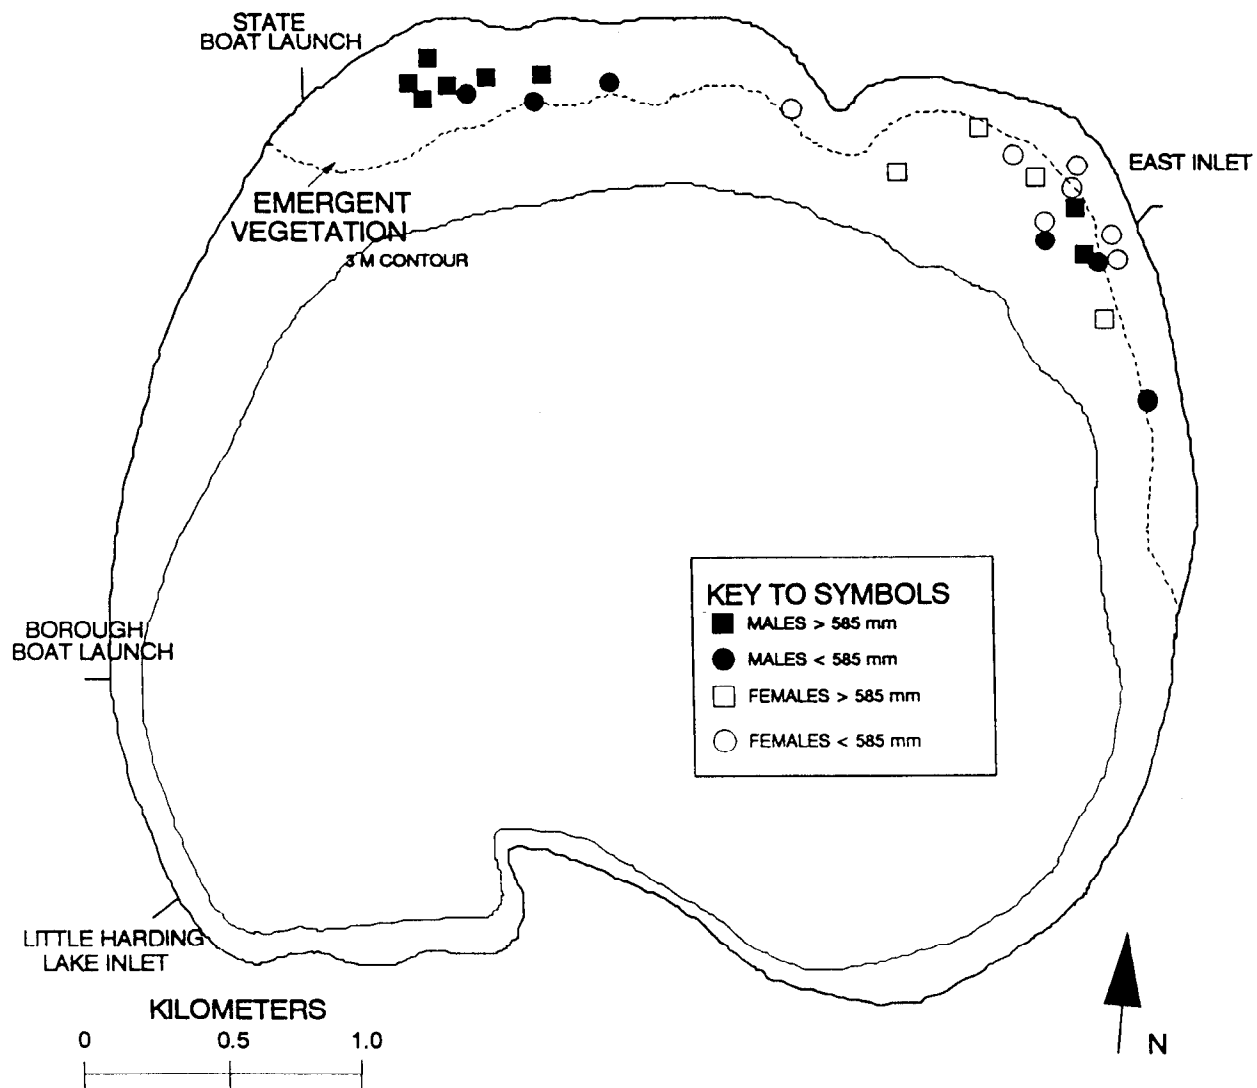 STATE
BOAT LAUNCH
EAST INLET
EMERGENT
VEGETATION
3 M CONTOUR
KEY TO SYMBOLS
MALES > 585 mm
MALES < 585 mm
FEMALES > 585 mm
FEMALES < 585 mm
BOROUGH
BOAT LAUNCH
LITTLE HARDING
LAKE INLET
KILOMETERS
0 0.5 1.0
N